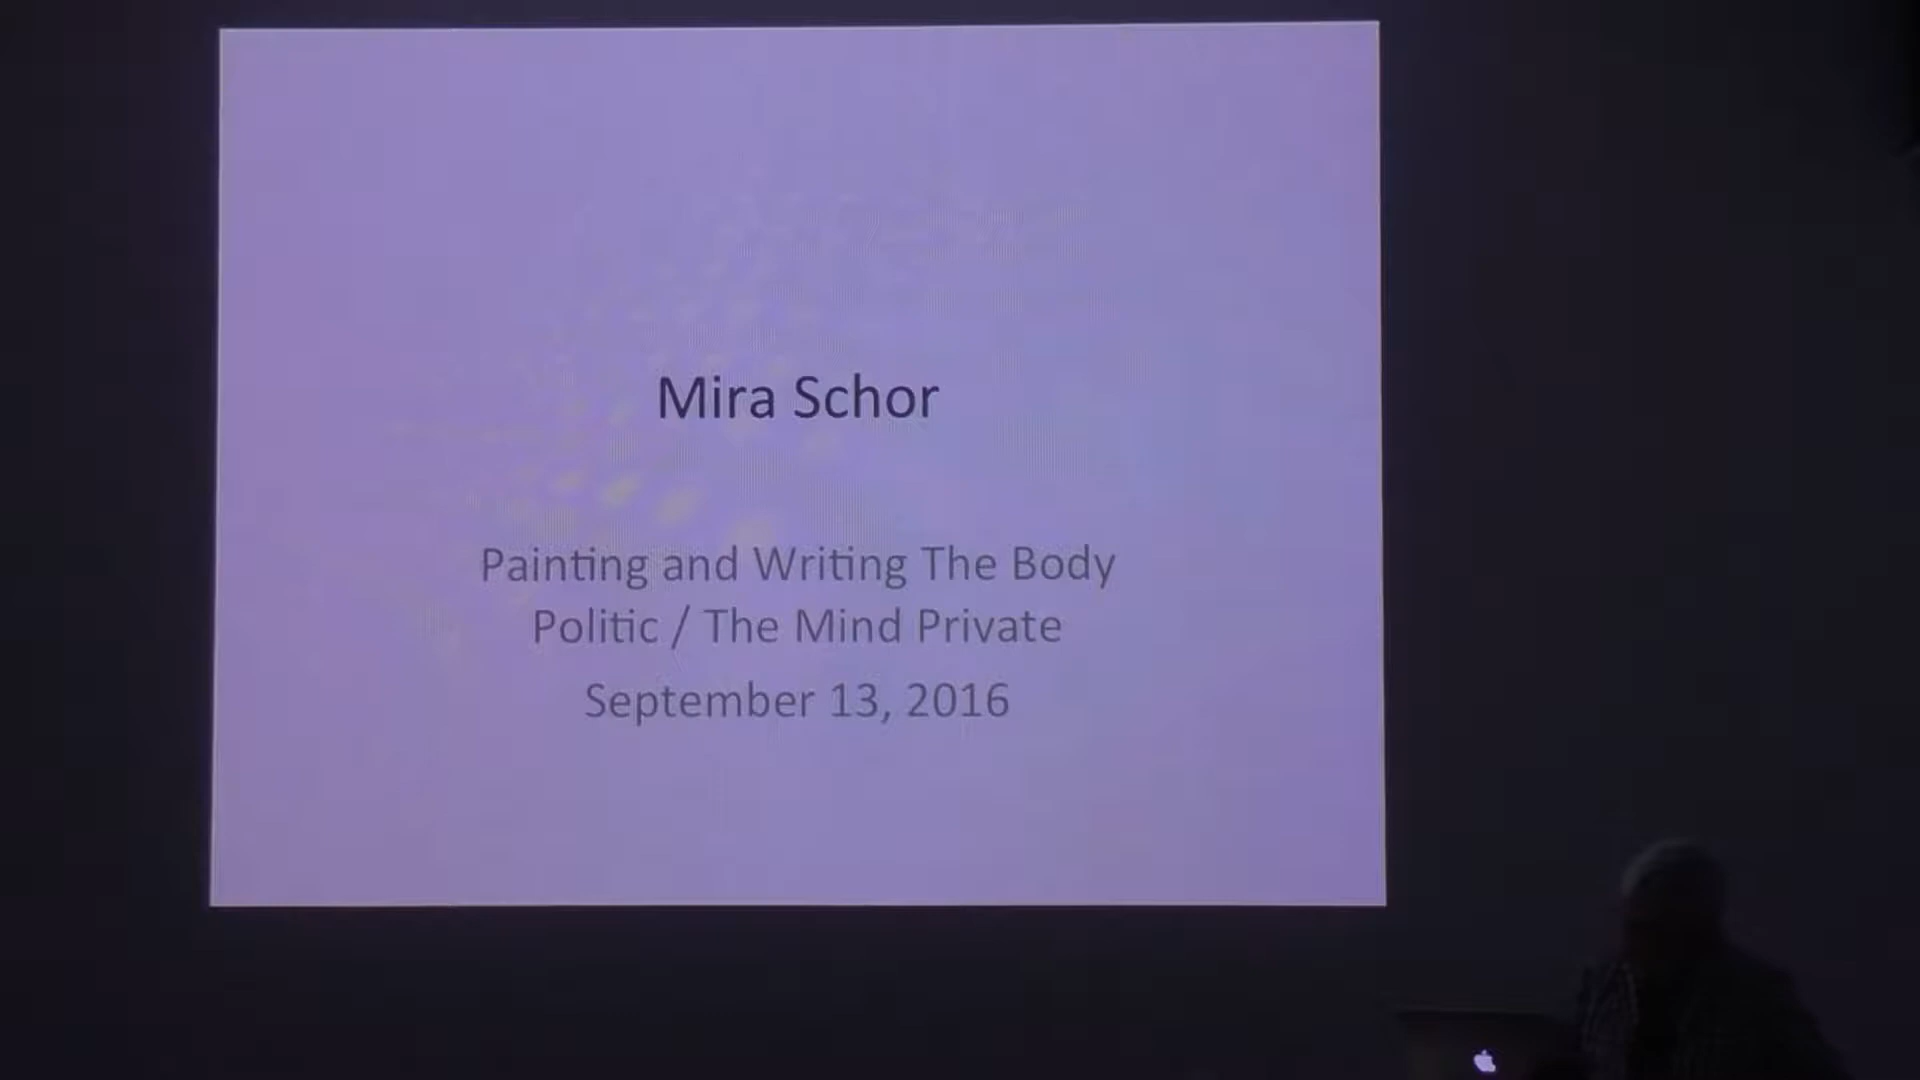 Mira Schor
Painting and Writing The Body
Politic / The Mind Private
September 13, 2016